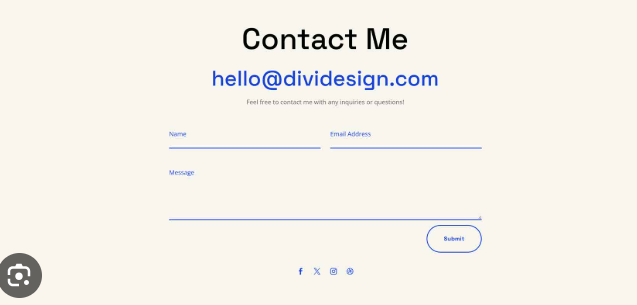 Contact Me
hello@dividesign.com
Feel free to contact me with any inquiries or questions!
Name
Email Address
Message
Submit